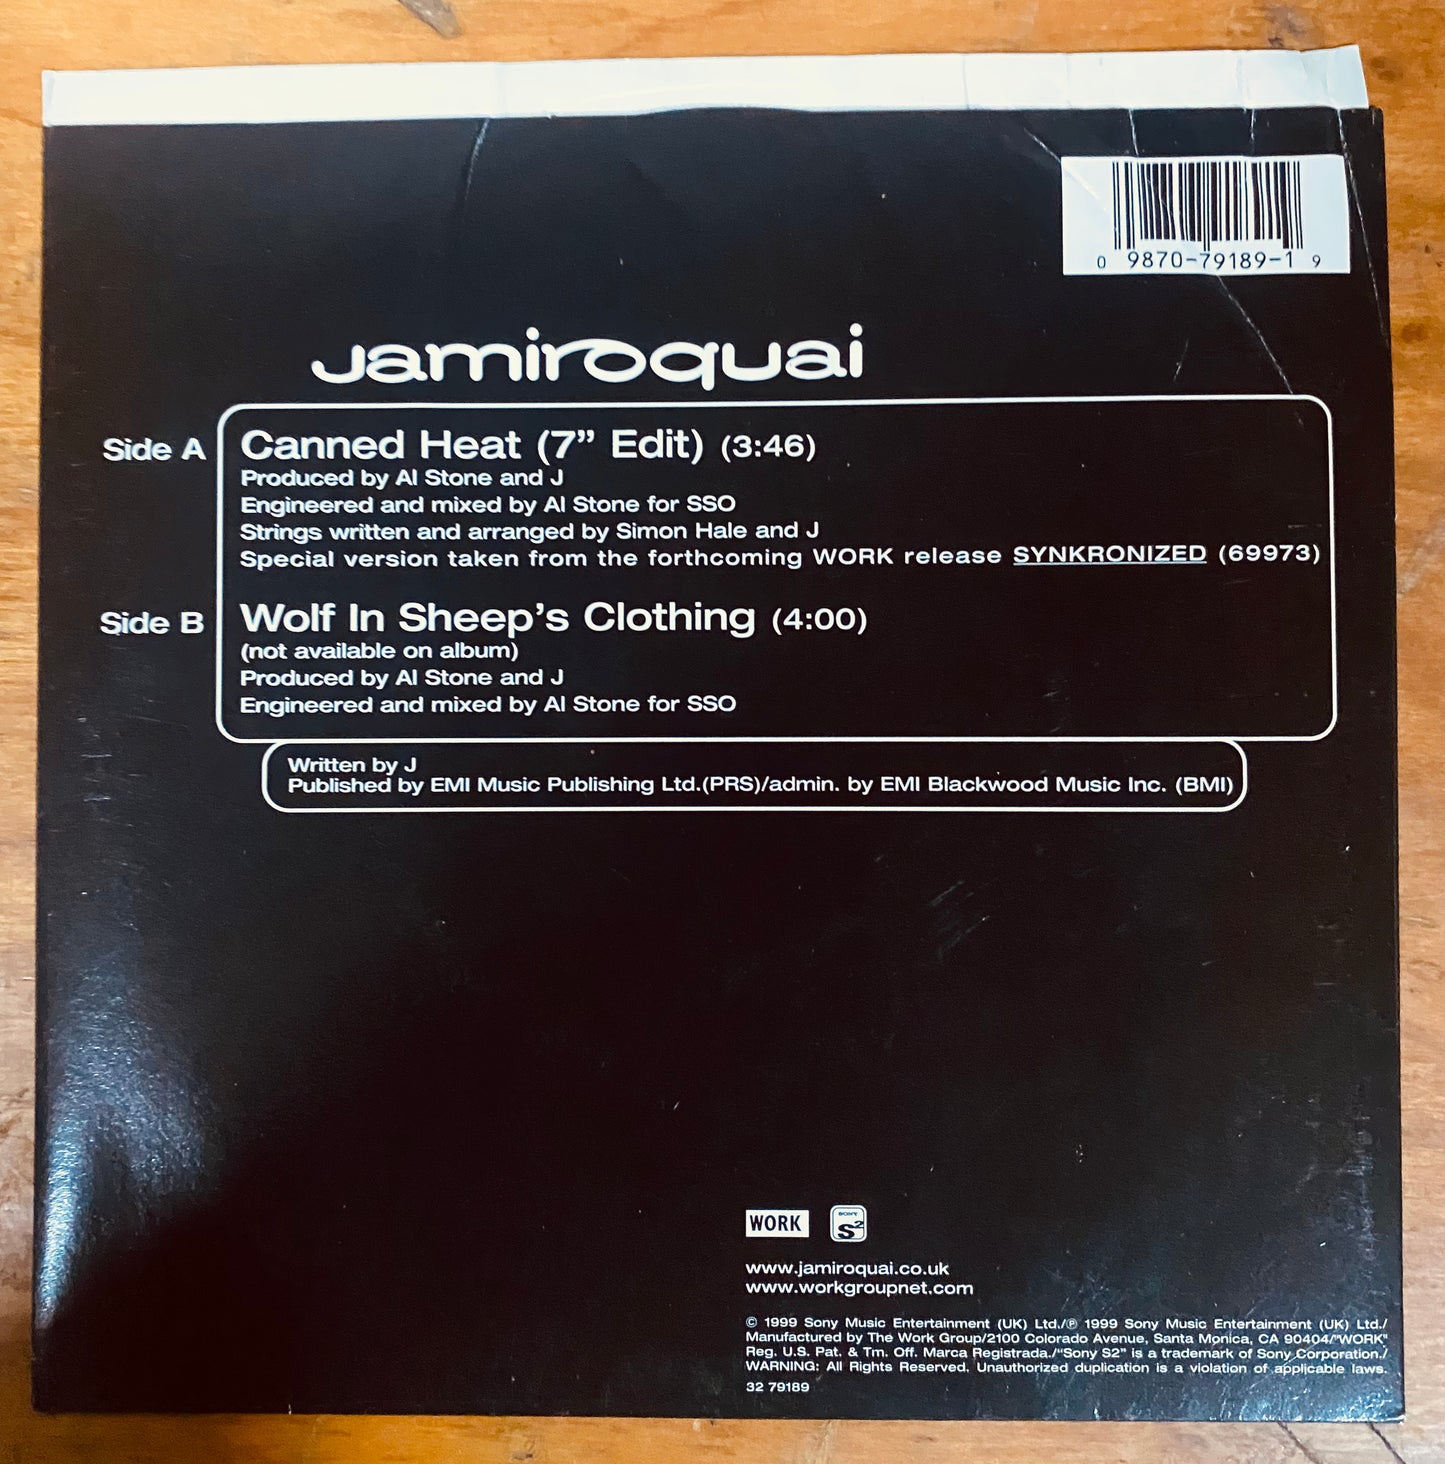 0 9870-79189-1 9
Jamiroquai
Side A
Canned Heat (7” Edit) (3:46)
Produced by Al Stone and J
Engineered and mixed by Al Stone for SSO
Strings written and arranged by Simon Hale and J
Special version taken from the forthcoming WORK release SYNKRONIZED (69973)
Side B
Wolf In Sheep’s Clothing (4:00)
(not available on album)
Produced by Al Stone and J
Engineered and mixed by Al Stone for SSO
Written by J
Published by EMI Music Publishing Ltd.(PRS)/admin. by EMI Blackwood Music Inc. (BMI)
WORK
SONY
S2
www.jamiroquai.co.uk
www.workgroupnet.com
© 1999 Sony Music Entertainment (UK) Ltd./℗ 1999 Sony Music Entertainment (UK) Ltd./
Manufactured by The Work Group/2100 Colorado Avenue, Santa Monica, CA 90404/"WORK"
Reg. U.S. Pat. & Tm. Off. Marca Registrada./“Sony S2” is a trademark of Sony Corporation./
WARNING: All Rights Reserved. Unauthorized duplication is a violation of applicable laws.
32 79189